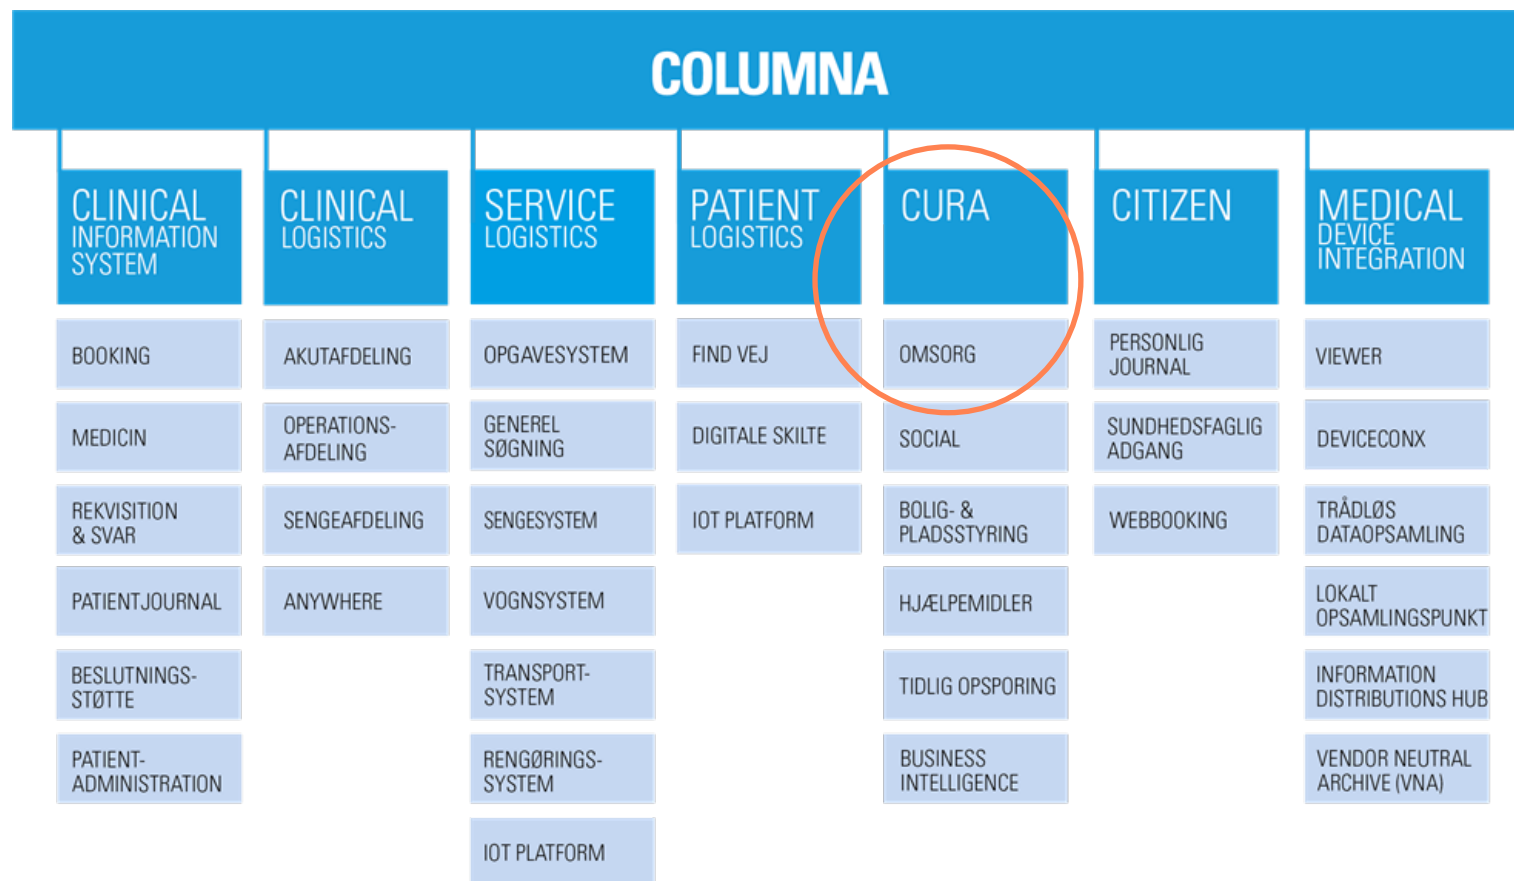 COLUMNA
CLINICAL
INFORMATION
SYSTEM
BOOKING
MEDICIN
REKVISITION
& SVAR
PATIENTJOURNAL
BESLUTNINGS-
STØTTE
PATIENT-
ADMINISTRATION
CLINICAL
LOGISTICS
AKUTAFDELING
OPERATIONS-
AFDELING
SENGEAFDELING
ANYWHERE
SERVICE
LOGISTICS
OPGAVESYSTEM
GENEREL
SØGNING
SENGESYSTEM
VOGNSYSTEM
TRANSPORT-
SYSTEM
RENGØRINGS-
SYSTEM
IOT PLATFORM
PATIENT
LOGISTICS
FIND VEJ
DIGITALE SKILTE
IOT PLATFORM
CURA
OMSORG
SOCIAL
BOLIG- &
PLADSSTYRING
HJÆLPEMIDLER
TIDLIG OPSPORING
BUSINESS
INTELLIGENCE
CITIZEN
PERSONLIG
JOURNAL
SUNDHEDSFAGLIG
ADGANG
WEBBOOKING
MEDICAL
DEVICE
INTEGRATION
VIEWER
DEVICECONX
TRÅDLØS
DATAOPSAMLING
LOKALT
OPSAMLINGSPUNKT
INFORMATION
DISTRIBUTIONS HUB
VENDOR NEUTRAL
ARCHIVE (VNA)